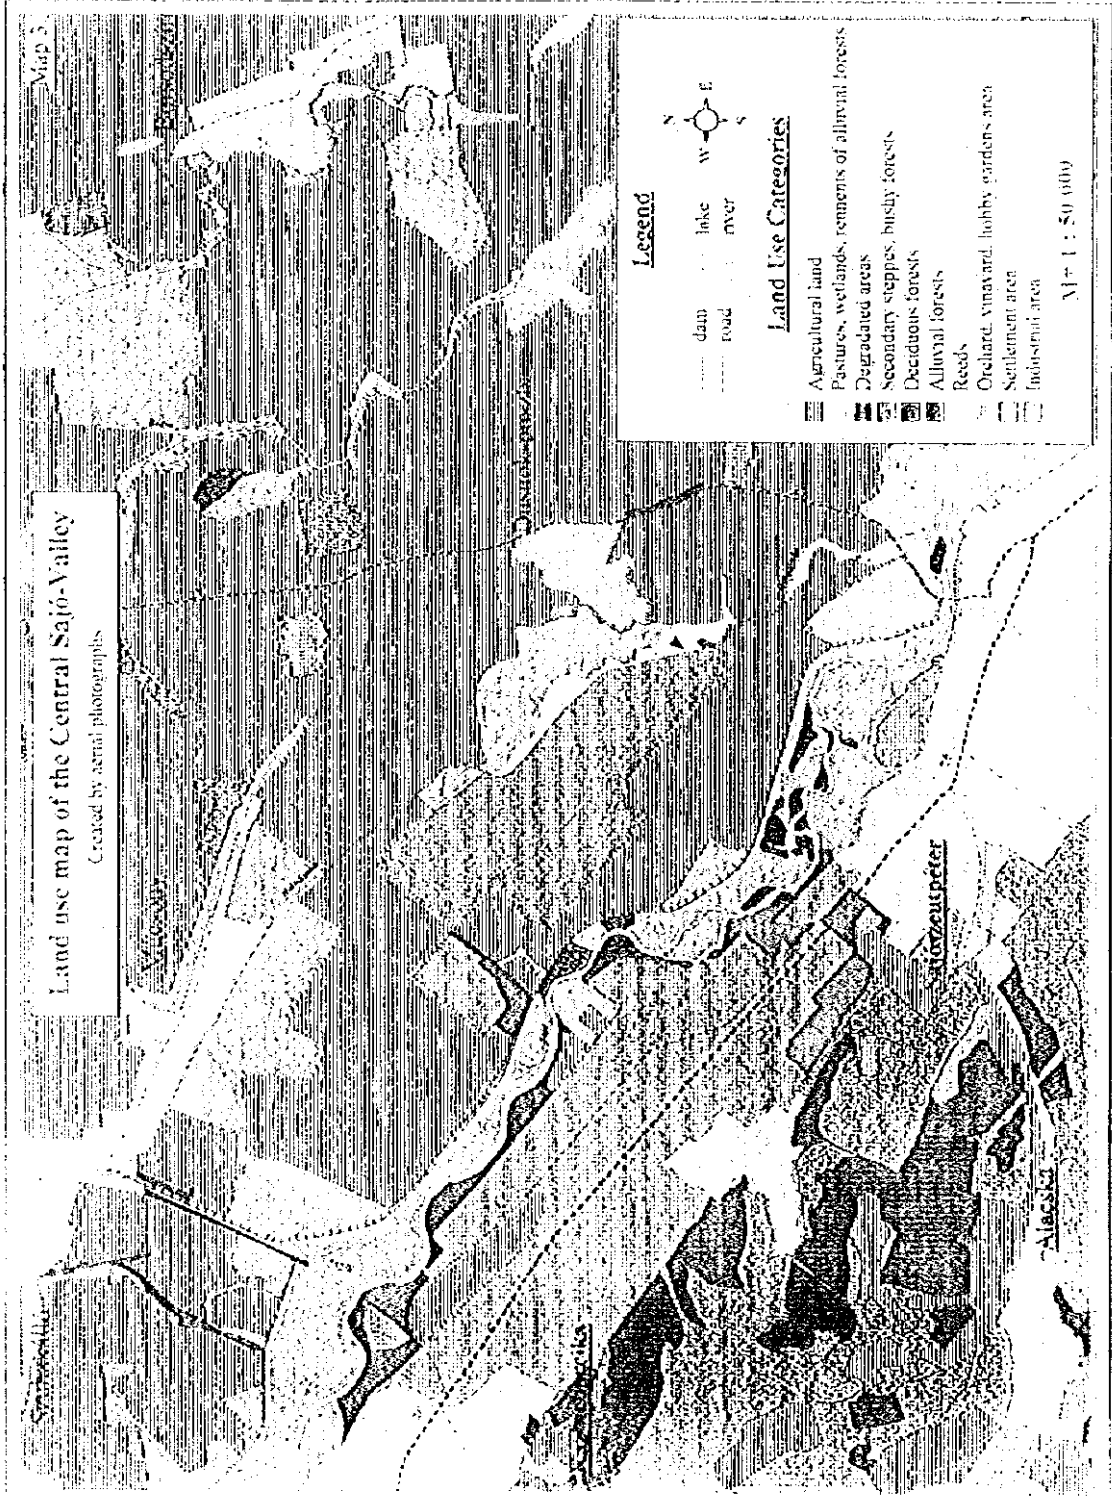 Map 3
Land use map of the Central Sajó-Valley
Created by aerial photographs
Alacska
Legend
N
W E
S
dam lake
road rver
Land Use Categories
Agricultural land
Pastures, wetlands, remnents of alluvial forests
Degradated areas
Secondary steppes, bushy forests
Deciduous forests
Alluvial forests
Reeds
Orchard, vinayard, hobby gardens area
Settlement area
Industrial area
M= 1 : 50 000